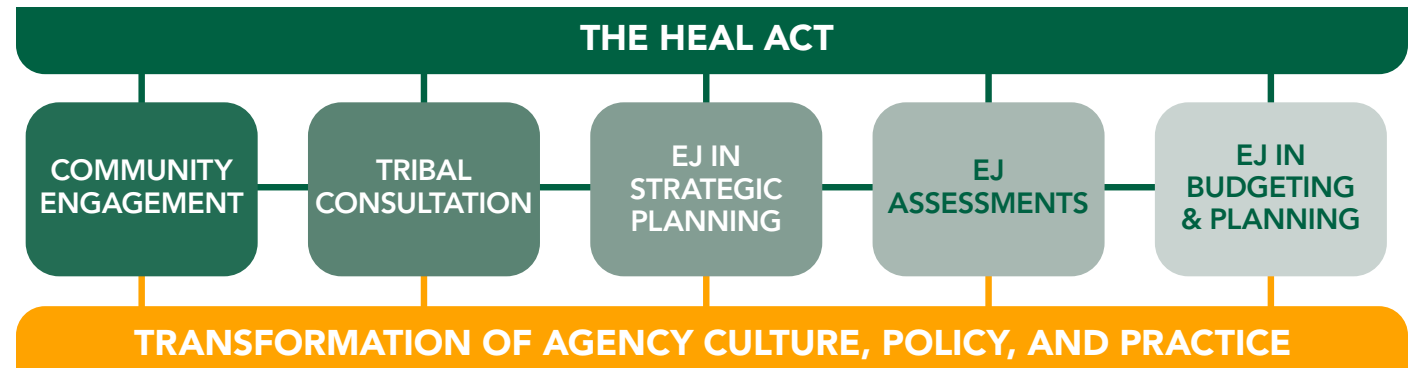 THE HEAL ACT
COMMUNITY
ENGAGEMENT
TRIBAL
CONSULTATION
EJ IN
STRATEGIC
PLANNING
EJ
ASSESSMENTS
EJ IN
BUDGETING
& PLANNING
TRANSFORMATION OF AGENCY CULTURE, POLICY, AND PRACTICE